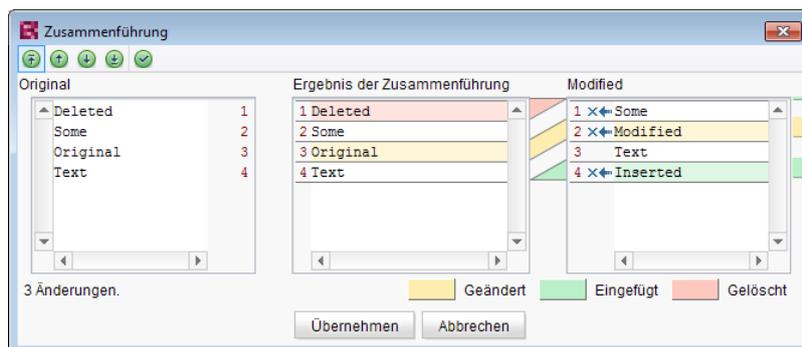 Zusammenführung
Original Ergebnis der Zusammenführung Modified
Deleted 1 1 Deleted 1 Some
Some 2 2 Some 2 Modified
Original 3 3 Original 3 Text
Text 4 4 Text 4 Inserted
3 Änderungen. Geändert Eingefügt Gelöscht
Übernehmen Abbrechen